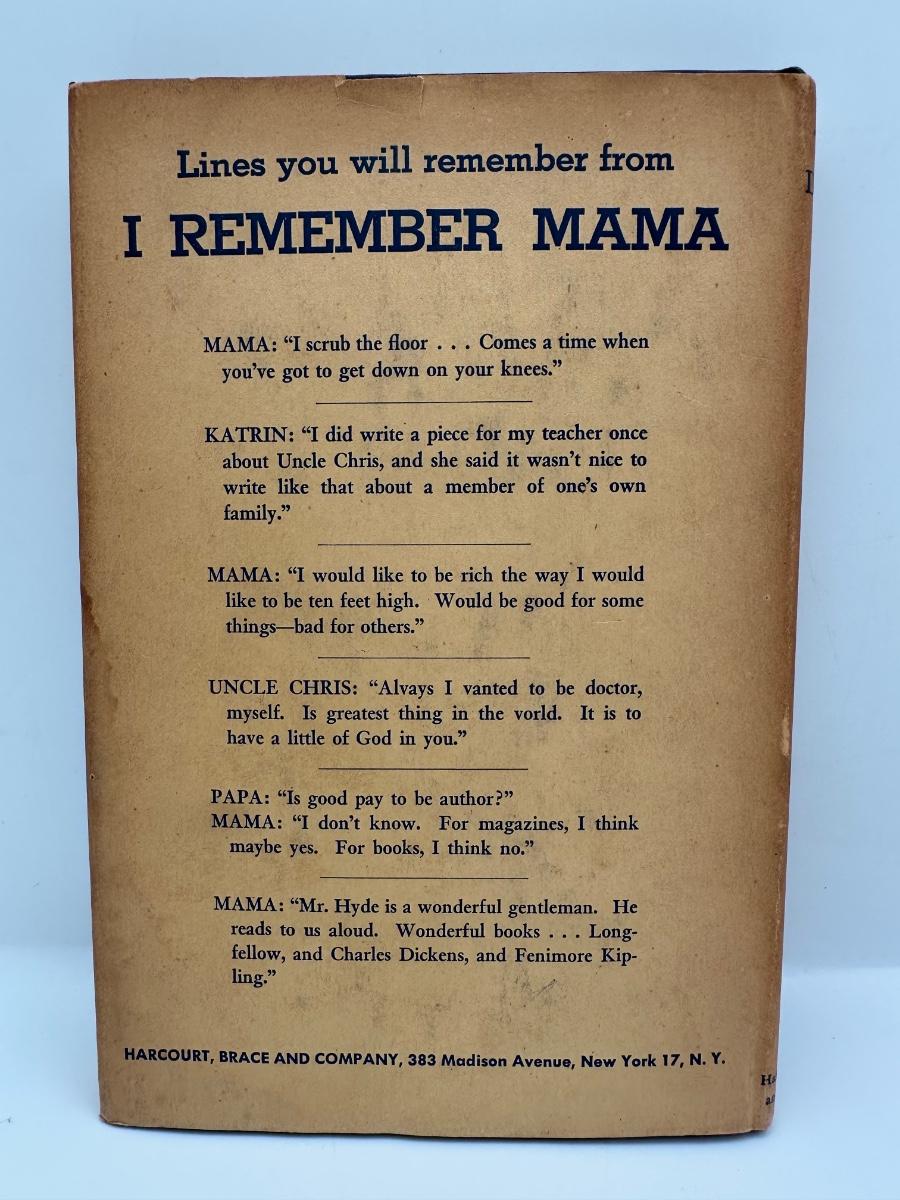 Lines you will remember from
I REMEMBER MAMA
MAMA: “I scrub the floor . . . Comes a time when
you’ve got to get down on your knees.”
KATRIN: “I did write a piece for my teacher once
about Uncle Chris, and she said it wasn’t nice to
write like that about a member of one’s own
family.”
MAMA: “I would like to be rich the way I would
like to be ten feet high. Would be good for some
things—bad for others.”
UNCLE CHRIS: “Alvays I vanted to be doctor,
myself. Is greatest thing in the vorld. It is to
have a little of God in you.”
PAPA: “Is good pay to be author?”
MAMA: “I don’t know. For magazines, I think
maybe yes. For books, I think no.”
MAMA: “Mr. Hyde is a wonderful gentleman. He
reads to us aloud. Wonderful books . . . Long-
fellow, and Charles Dickens, and Fenimore Kip-
ling.”
HARCOURT, BRACE AND COMPANY, 383 Madison Avenue, New York 17, N. Y.